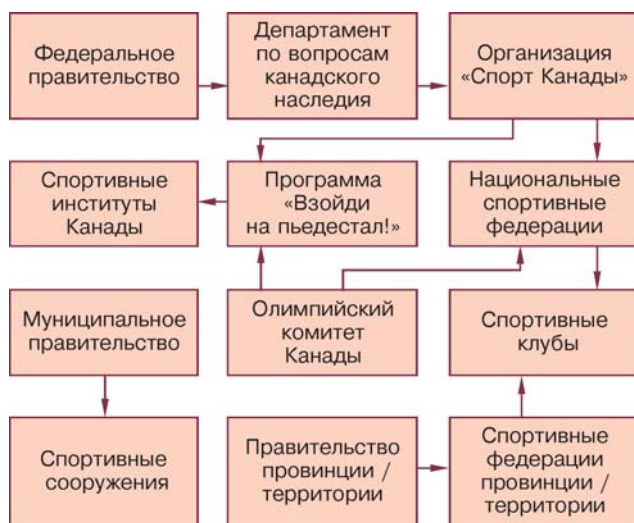 Федеральное
правительство
Департамент
по вопросам
канадского
наследия
Организация
«Спорт Канады»
Спортивные
институты
Канады
Программа
«Взойди
на пьедестал!»
Национальные
спортивные
федерации
Муниципальное
правительство
Олимпийский
комитет
Канады
Спортивные
клубы
Спортивные
сооружения
Правительство
провинции /
территории
Спортивные
федерации
провинции /
территории